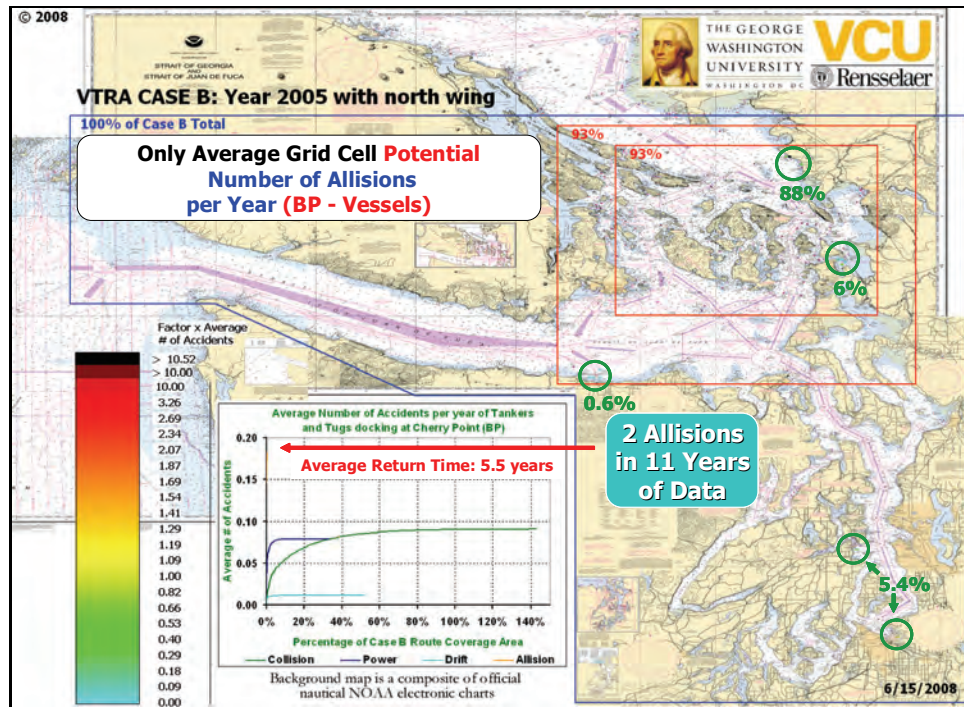 © 2008
STRAIT OF GEORGIA
AND
STRAIT OF JUAN DE FUCA
THE GEORGE
WASHINGTON
UNIVERSITY
WASHINGTON DC
VCU
Rensselaer
VTRA CASE B: Year 2005 with north wing
100% of Case B Total
Only Average Grid Cell Potential
Number of Allisions
per Year (BP - Vessels)
93%
93%
88%
6%
0.6%
5.4%
Factor x Average
# of Accidents
> 10.52
> 10.00
10.00
3.26
2.69
2.34
2.07
1.87
1.69
1.54
1.41
1.29
1.19
1.09
1.00
0.82
0.66
0.53
0.40
0.29
0.18
0.09
0.00
Average Number of Accidents per year of Tankers
and Tugs docking at Cherry Point (BP)
Average # of Accidents
0.20
0.15
0.10
0.05
0.00
Average Return Time: 5.5 years
2 Allisions
in 11 Years
of Data
0% 20% 40% 60% 80% 100% 120% 140%
Percentage of Case B Route Coverage Area
Collision Power Drift Allision
Background map is a composite of official
nautical NOAA electronic charts
6/15/2008